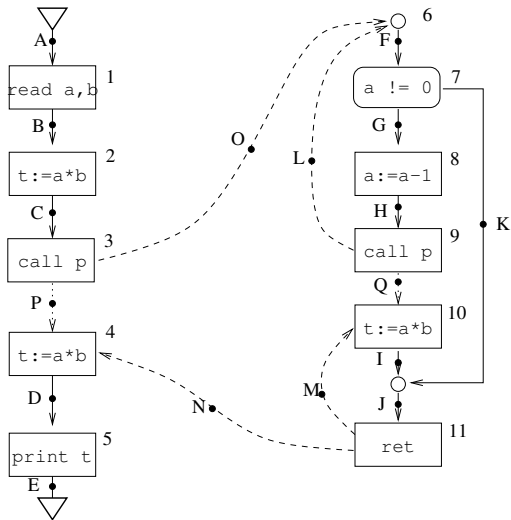 A
1
read a,b
B
2
t:=a*b
C
3
call p
P
4
t:=a*b
D
5
print t
E
O
L
N
M
6
F
7
a != 0
G
K
8
a:=a-1
H
9
call p
Q
10
t:=a*b
I
J
11
ret